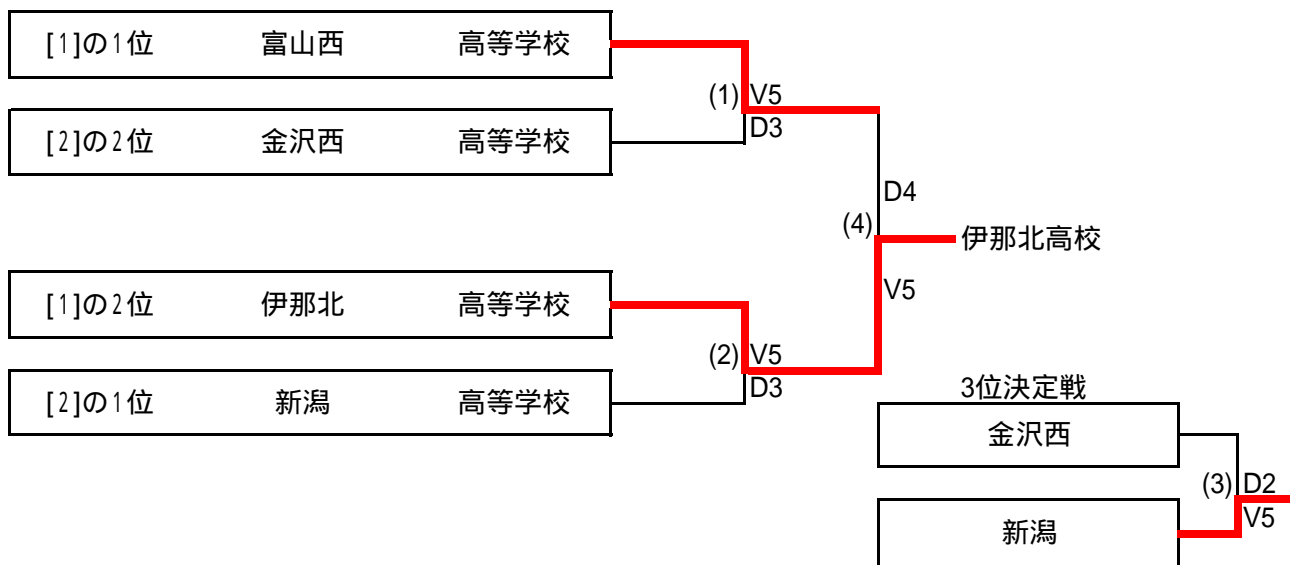 [1]の1位 富山西 高等学校
(1) V5
D3
[2]の2位 金沢西 高等学校
D4
(4)
伊那北高校
V5
[1]の2位 伊那北 高等学校
(2) V5
D3
[2]の1位 新潟 高等学校
3位決定戦
金沢西
(3) D2
V5
新潟